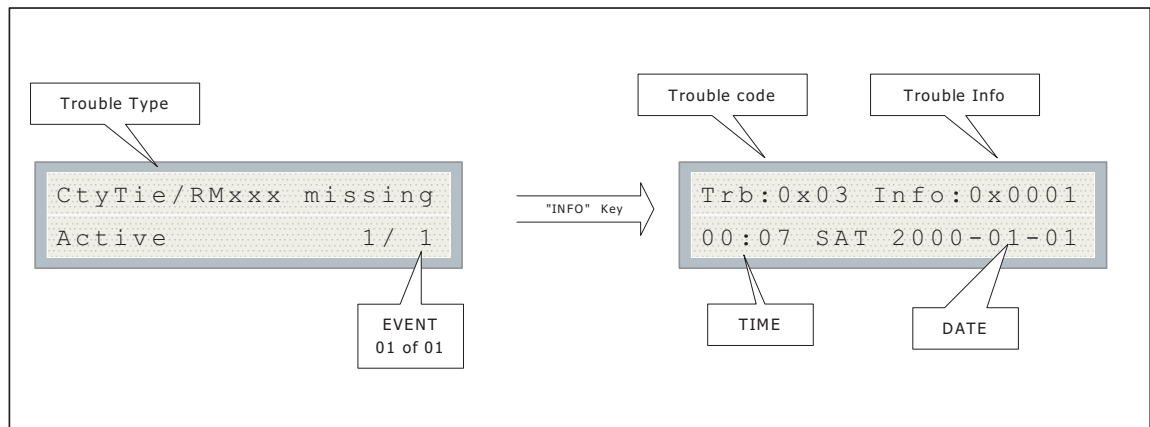 Trouble Type
CtyTie/RMxxx missing
Active 1/ 1
EVENT
01 of 01
"INFO" Key
Trouble code
Trouble Info
Trb:0x03 Info:0x0001
00:07 SAT 2000-01-01
TIME
DATE